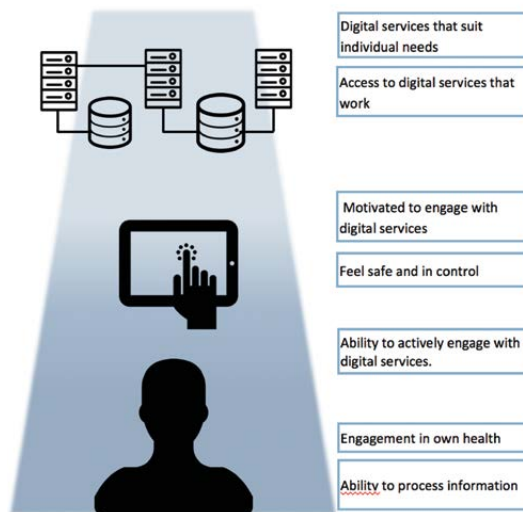 Digital services that suit
individual needs
Access to digital services that
work
Motivated to engage with
digital services
Feel safe and in control
Ability to actively engage with
digital services.
Engagement in own health
Ability to process information